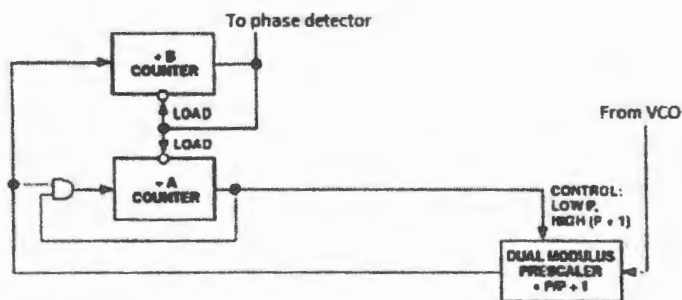 To phase detector
÷ B
COUNTER
LOAD
LOAD
÷ A
COUNTER
From VCO
CONTROL:
LOW P,
HIGH (P + 1)
DUAL MODULUS
PRESCALER
÷ P/P + 1